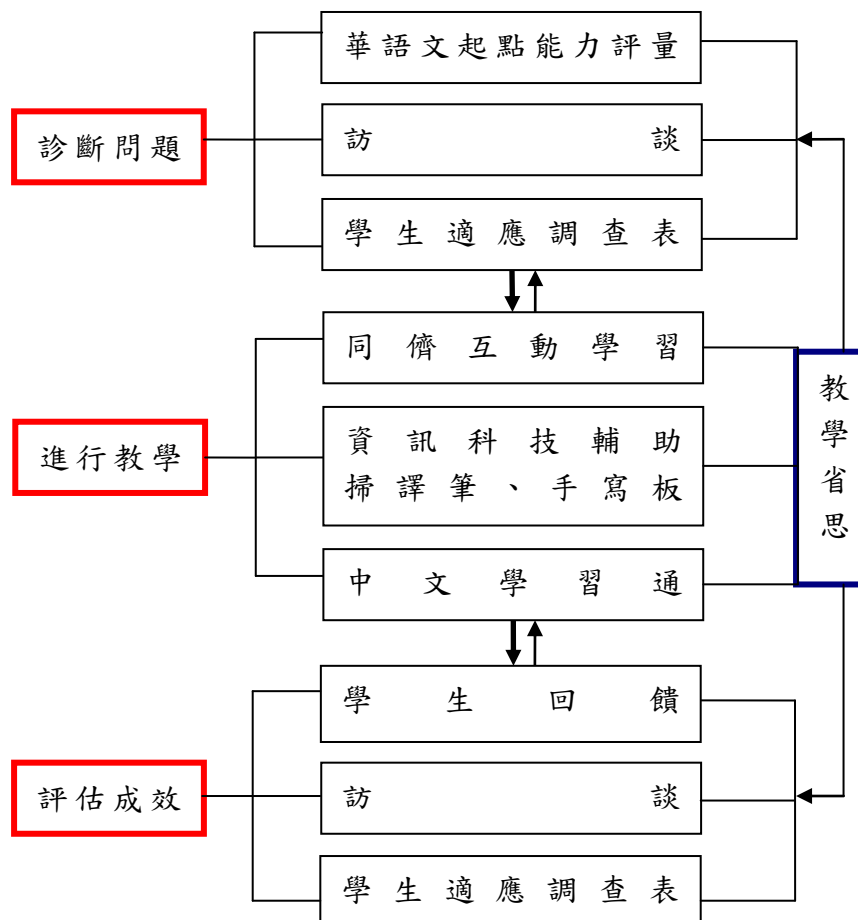 華語文起點能力評量
診斷問題
訪談
學生適應調查表
同儕互動學習
進行教學
資訊科技輔助
掃譯筆、手寫板
中文學習通
教學省思
學生回饋
評估成效
訪談
學生適應調查表